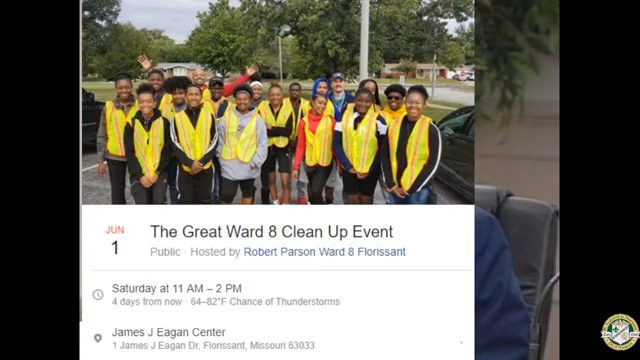 JUN
1
The Great Ward 8 Clean Up Event
Public · Hosted by Robert Parson Ward 8 Florissant
Saturday at 11 AM – 2 PM
4 days from now · 64–82°F Chance of Thunderstorms
James J Eagan Center
1 James J Eagan Dr, Florissant, Missouri 63033